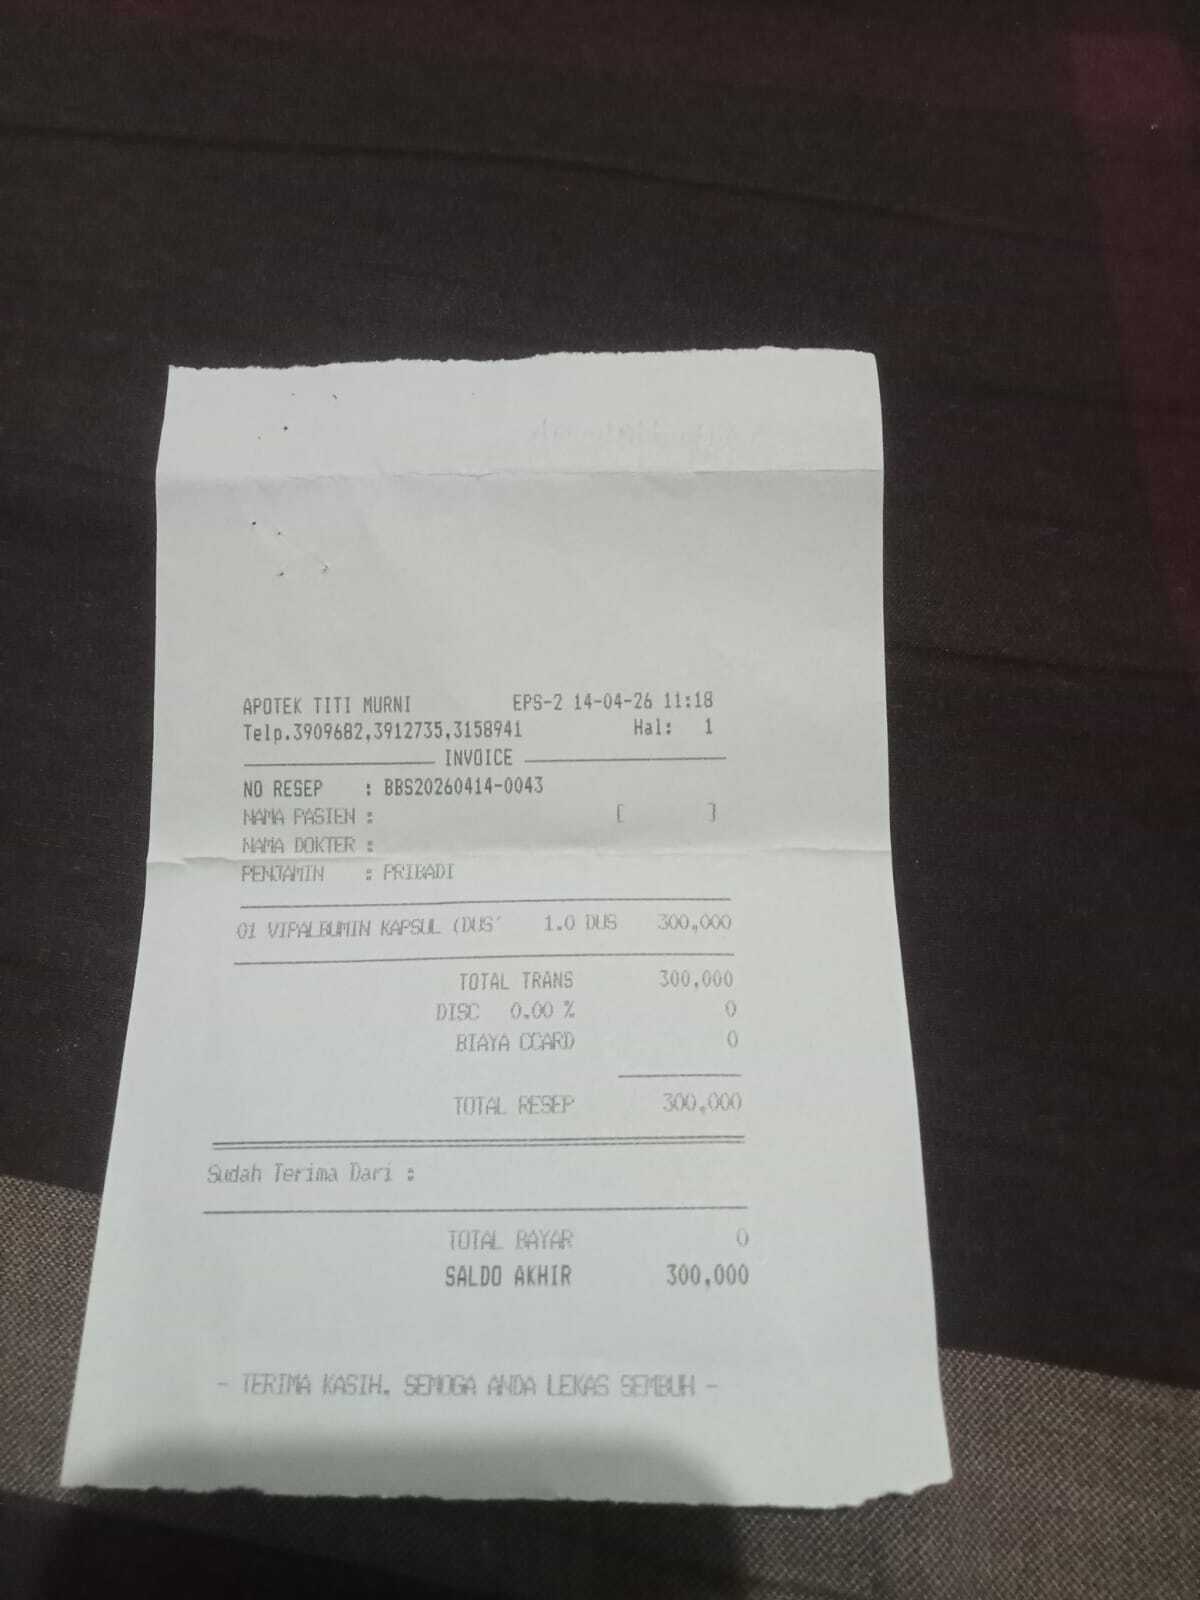 APOTEK TITI MURNI EPS-2 14-04-26 11:18
Telp.3909682,3912735,3158941 Hal: 1
INVOICE
NO RESEP : BBS20260414-0043
NAMA PASIEN : [ ]
NAMA DOKTER :
PENJAMIN : PRIBADI
01 VIPALBUMIN KAPSUL (DUS' 1.0 DUS 300,000
TOTAL TRANS 300,000
DISC 0.00 % 0
BIAYA CCARD 0
TOTAL RESEP 300,000
Sudah Terima Dari :
TOTAL BAYAR 0
SALDO AKHIR 300,000
- TERIMA KASIH, SEMOGA ANDA LEKAS SEMBUH -